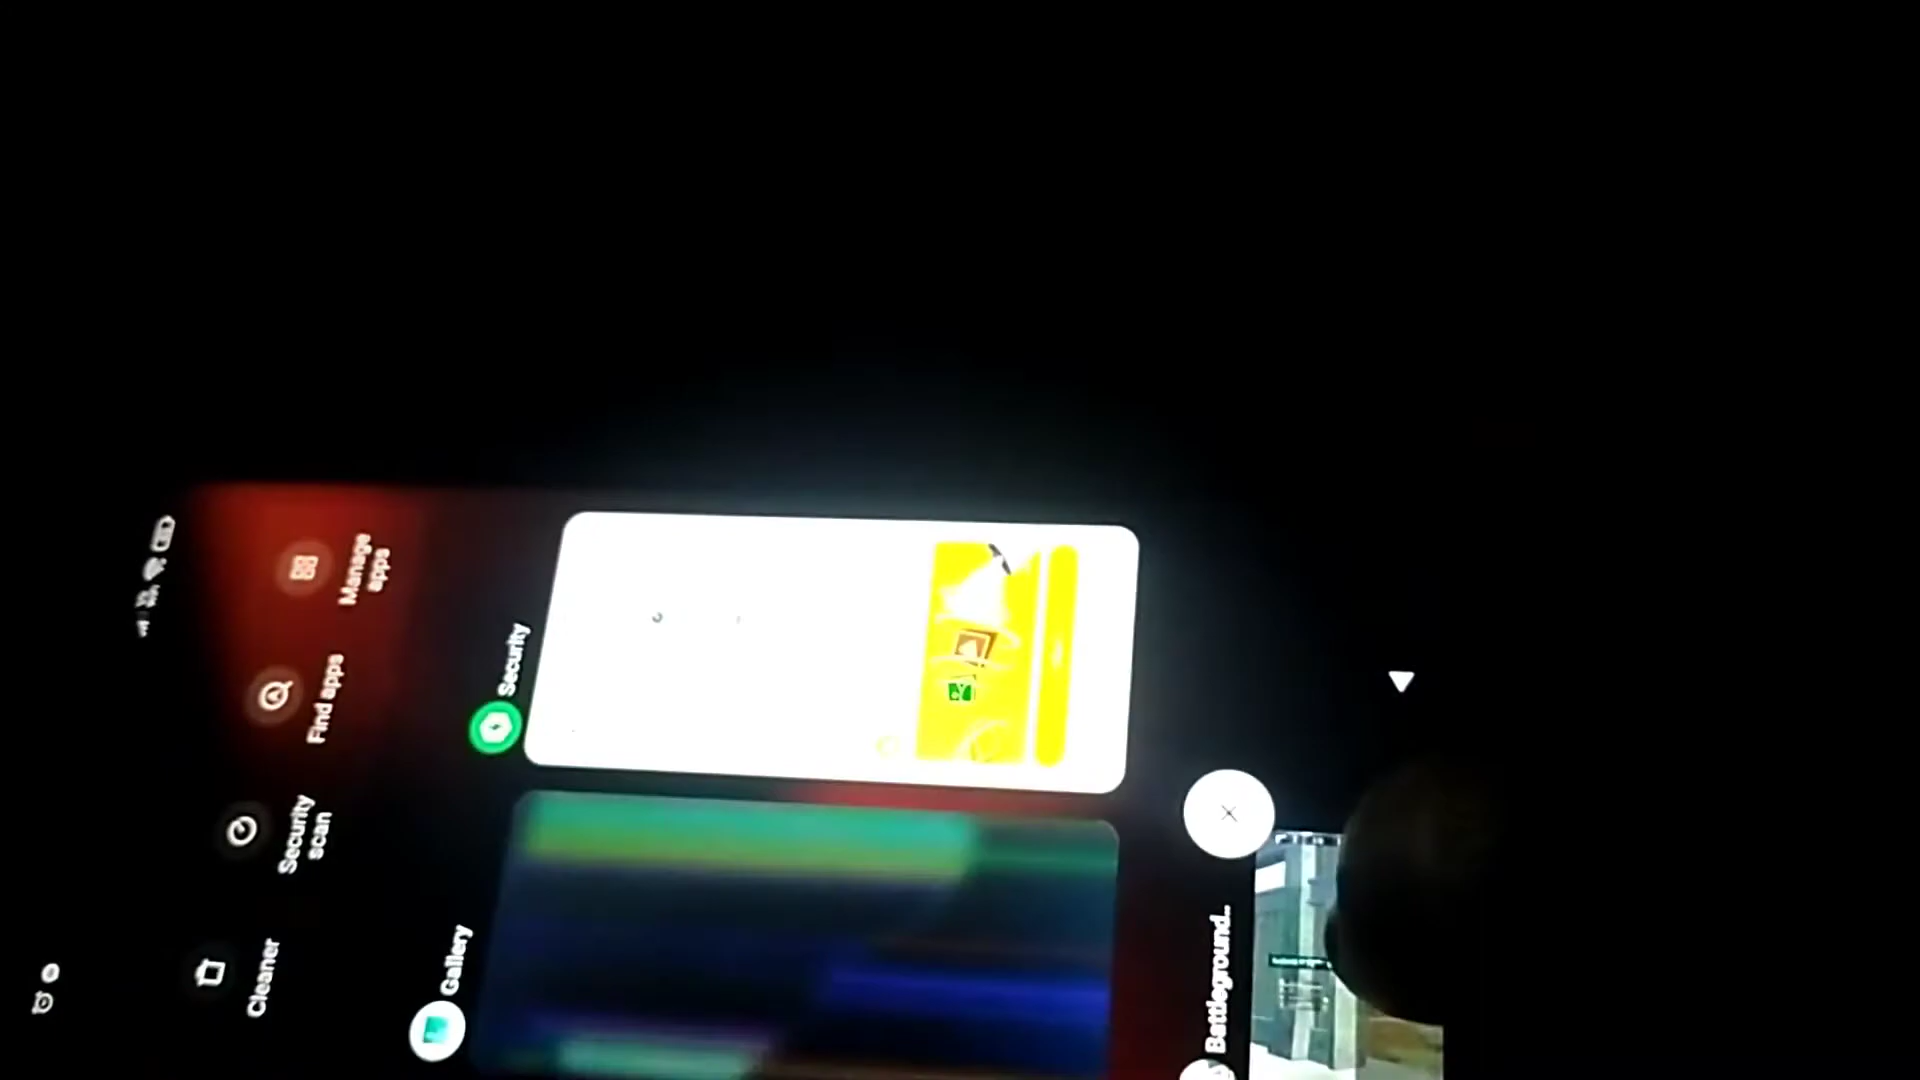 Cleaner
Security
scan
Find apps
Manage
apps
Gallery
Security
Battleground..